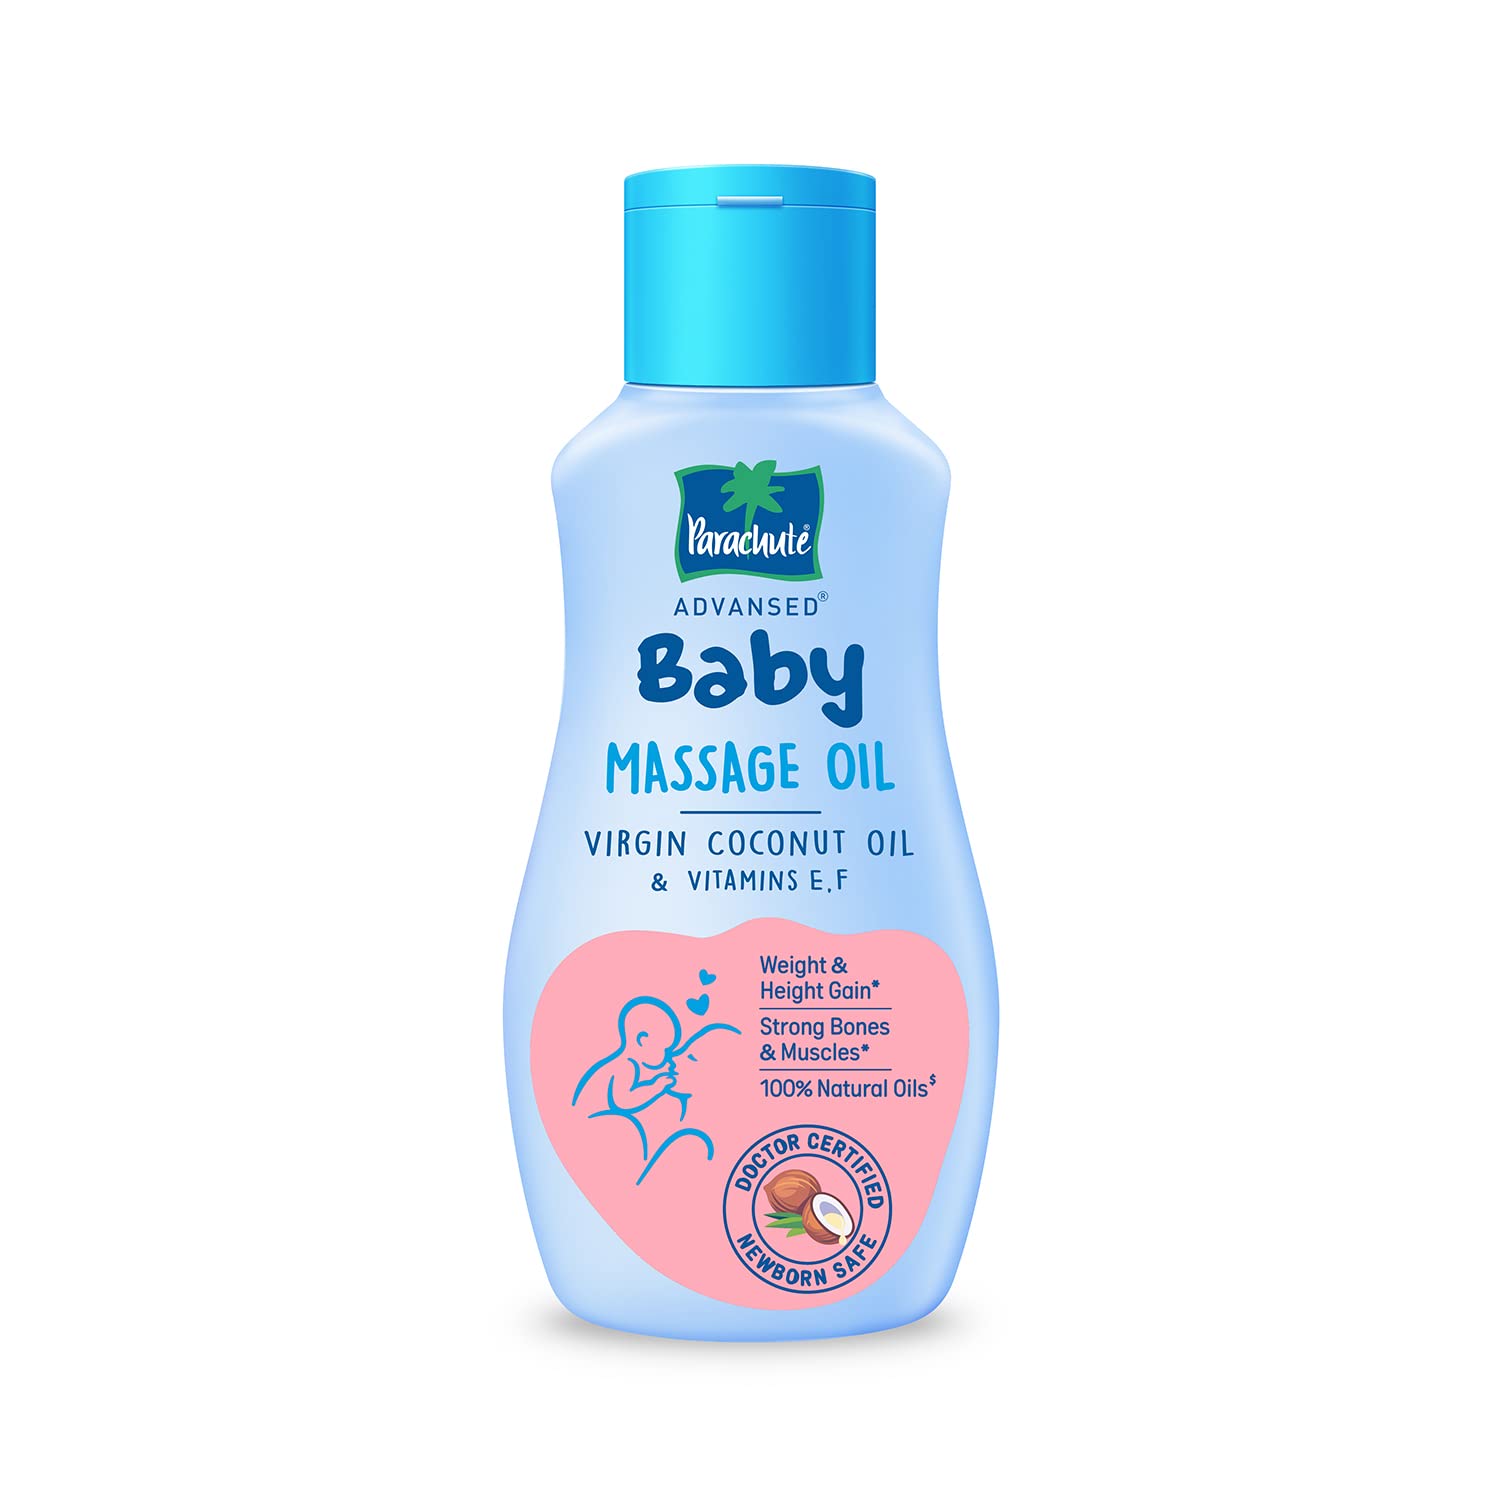 Parachute®
ADVANSED®
Baby
MASSAGE OIL
VIRGIN COCONUT OIL
& VITAMINS E, F
Weight &
Height Gain*
Strong Bones
& Muscles*
100% Natural Oils$
DOCTOR CERTIFIED
NEWBORN SAFE